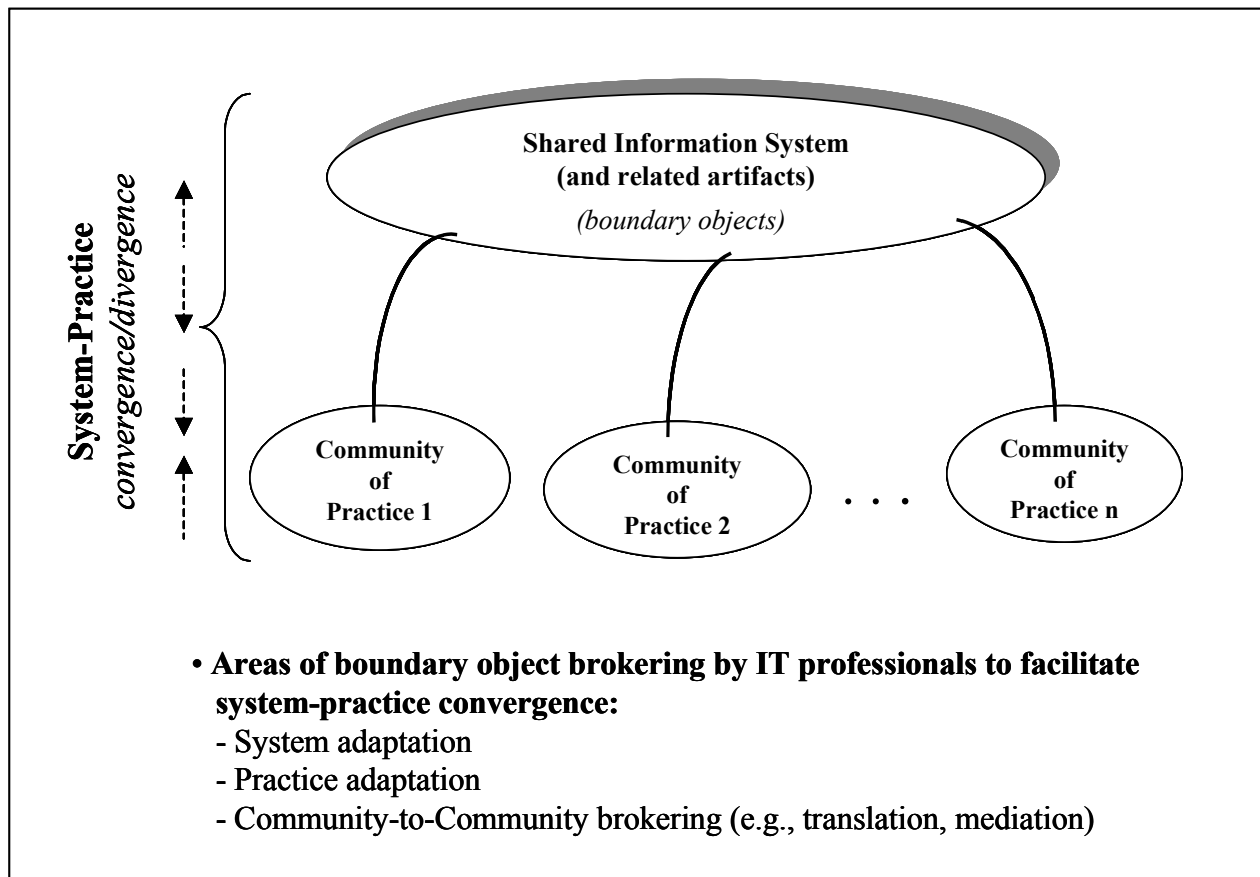 Shared Information System
(and related artifacts)
(boundary objects)
System-Practice
convergence/divergence
Community
of
Practice 1
Community
of
Practice 2
. . .
Community
of
Practice n
• Areas of boundary object brokering by IT professionals to facilitate
system-practice convergence:
- System adaptation
- Practice adaptation
- Community-to-Community brokering (e.g., translation, mediation)